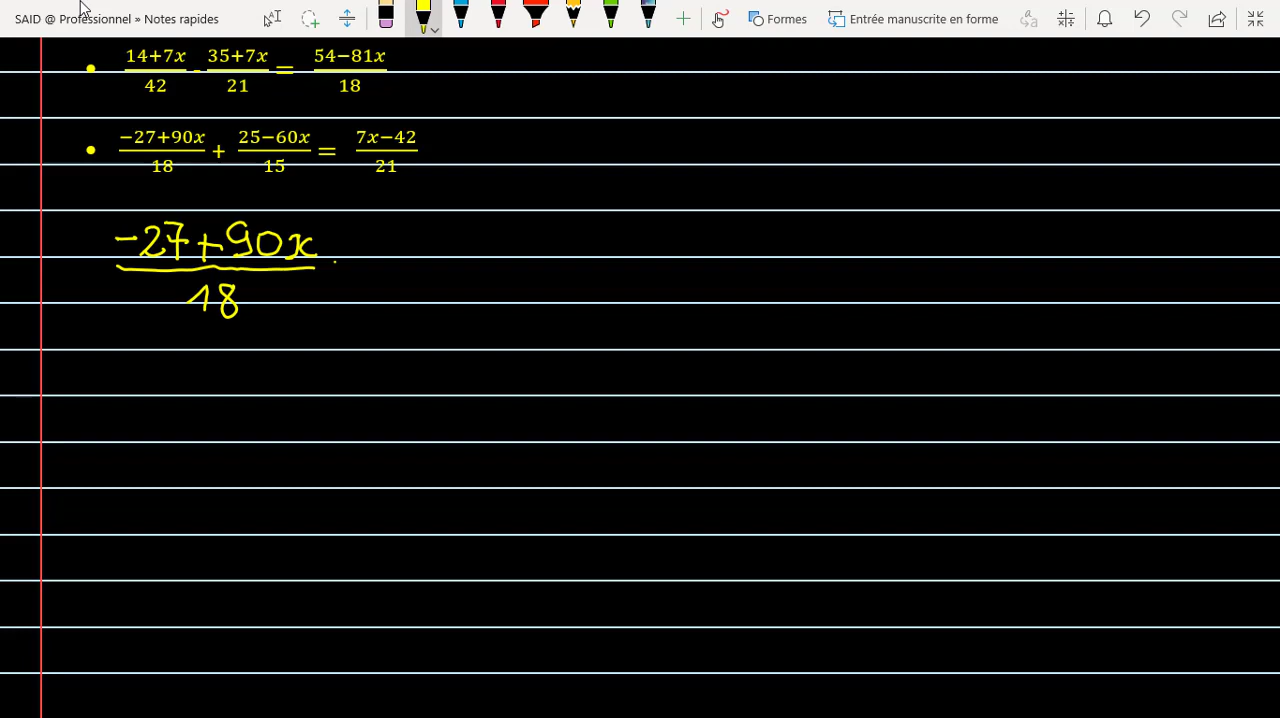 SAID @ Professionnel » Notes rapides
Formes
Entrée manuscrite en forme
• (14+7x)/42 - (35+7x)/21 = (54−81x)/18
• (−27+90x)/18 + (25−60x)/15 = (7x−42)/21
(-27+90x)/18